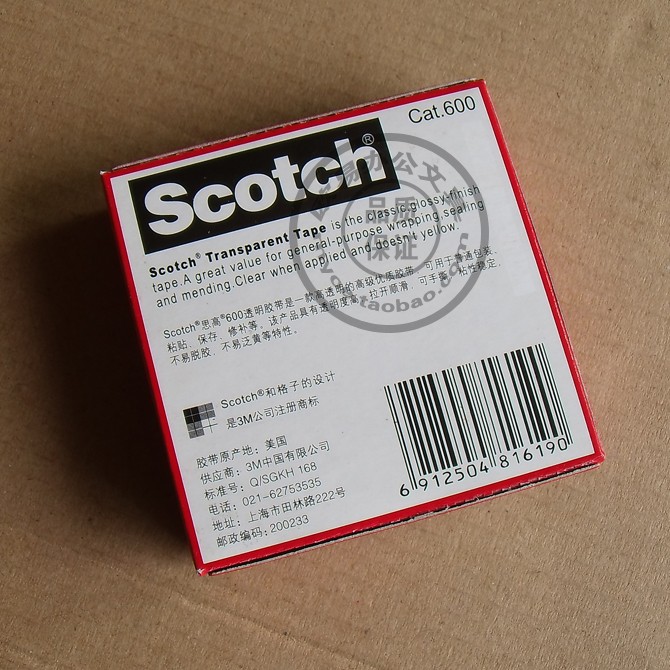 Cat.600
Scotch®
Scotch® Transparent Tape is the classic,glossy-finish
tape.A great value for general-purpose wrapping,sealing
and mending.Clear when applied and doesn't yellow.
Scotch®思高®600透明胶带是一款高透明的高级优质胶带，可用于普通包装、
粘贴、保存、修补等。该产品具有透明度高，拉开顺滑，可手撕，粘性稳定，
不易脱胶，不易泛黄等特性。
Scotch®和格子的设计
是3M公司注册商标
胶带原产地：美国
供应商：3M中国有限公司
标准号：Q/SGKH 168
电话：021-62753535
地址：上海市田林路222号
邮政编码：200233
6 912504 816190
易办公文
品质
保证
taobao.co